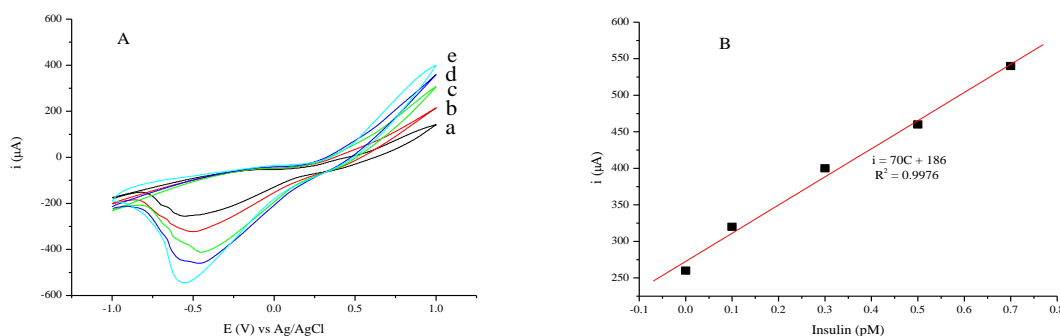 A
600
400
200
0
-200
-400
-600
-1.0
-0.5
0.0
0.5
1.0
i (µA)
E (V) vs Ag/AgCl
e
d
c
b
a
B
600
550
500
450
400
350
300
250
0.0
0.1
0.2
0.3
0.4
0.5
0.6
0.7
0.8
i (µA)
Insulin (pM)
i = 70C + 186
R² = 0.9976